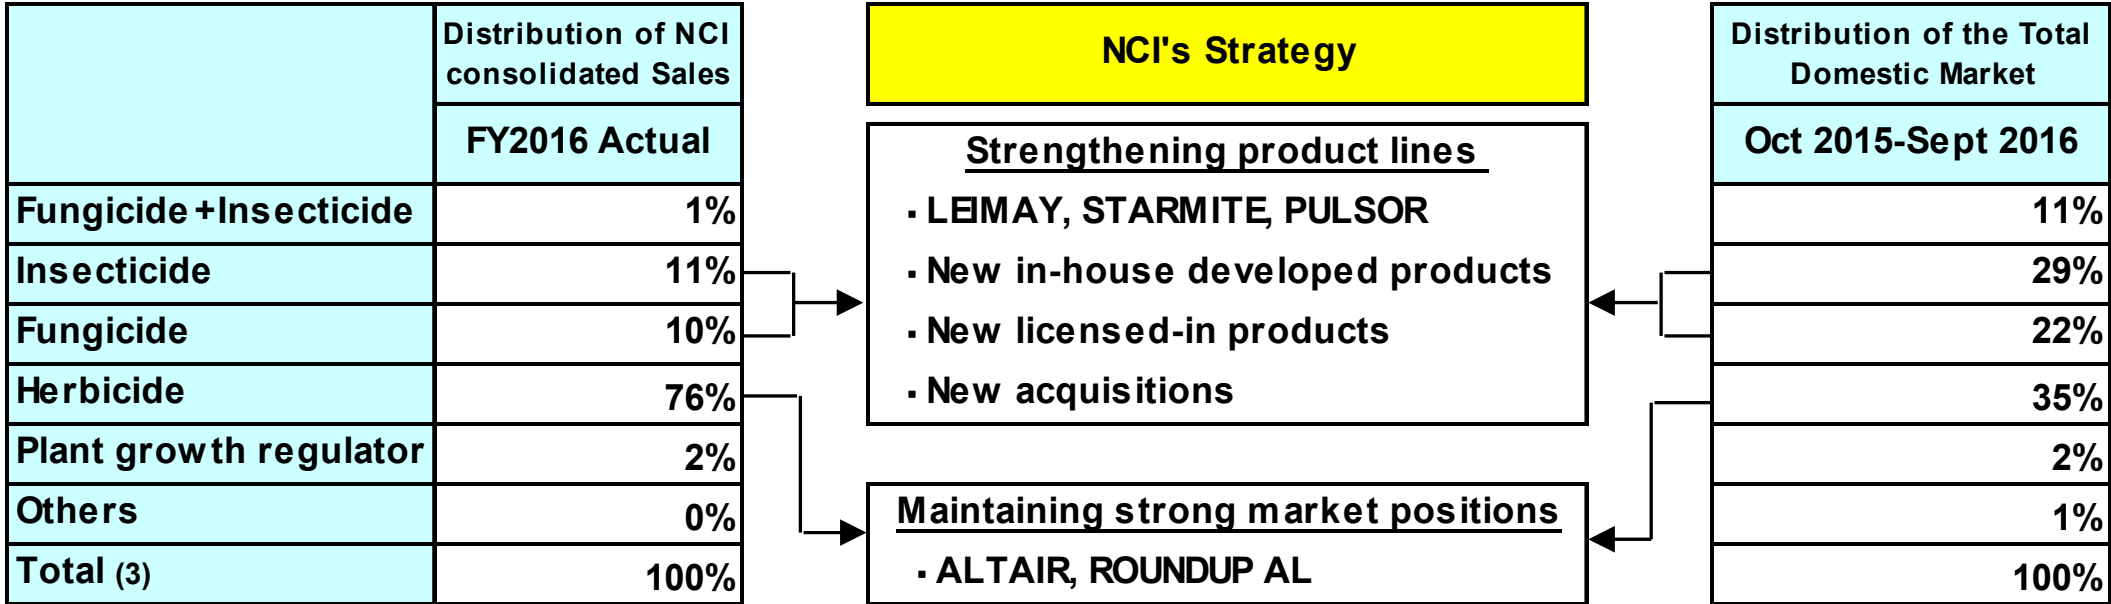 Distribution of NCI
consolidated Sales
FY2016 Actual
Fungicide+Insecticide 1%
Insecticide 11%
Fungicide 10%
Herbicide 76%
Plant growth regulator 2%
Others 0%
Total (3) 100%
NCI's Strategy
Strengthening product lines
▪ LEIMAY, STARMITE, PULSOR
▪ New in-house developed products
▪ New licensed-in products
▪ New acquisitions
Maintaining strong market positions
▪ ALTAIR, ROUNDUP AL
Distribution of the Total
Domestic Market
Oct 2015-Sept 2016
11%
29%
22%
35%
2%
1%
100%